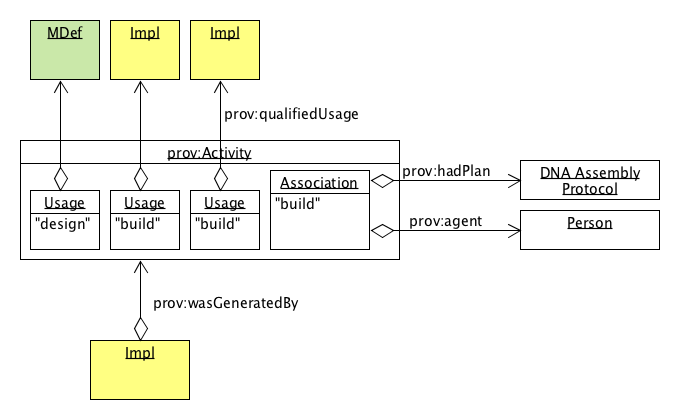 MDef
Impl
Impl
prov:qualifiedUsage
prov:Activity
Usage
"design"
Usage
"build"
Usage
"build"
Association
"build"
prov:hadPlan
DNA Assembly
Protocol
prov:agent
Person
prov:wasGeneratedBy
Impl